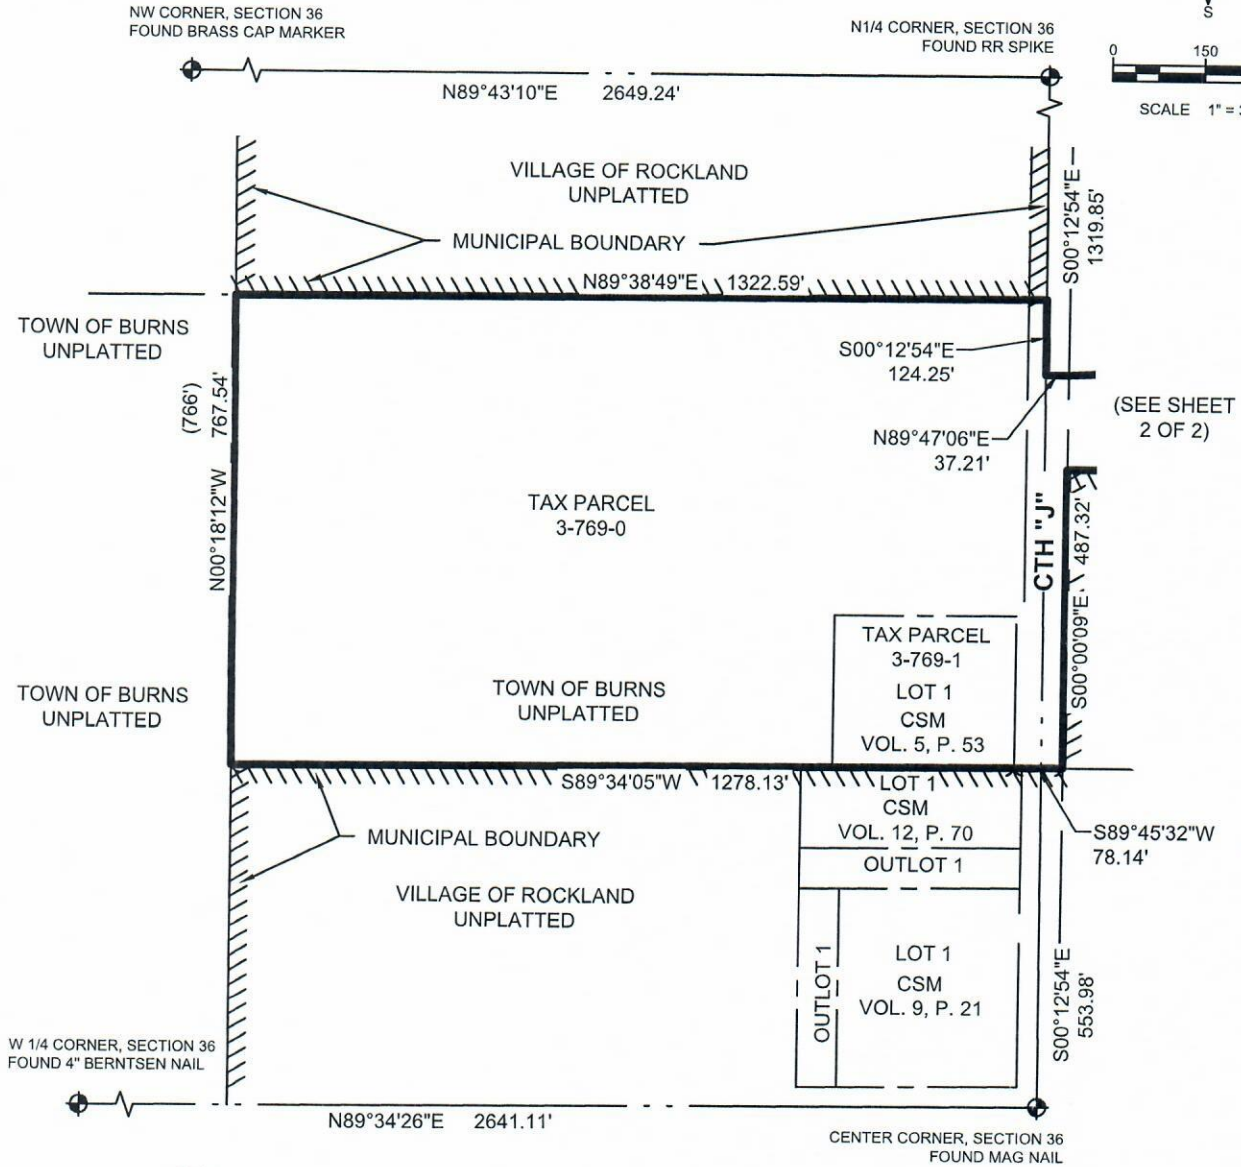 NW CORNER, SECTION 36
FOUND BRASS CAP MARKER
N1/4 CORNER, SECTION 36
FOUND RR SPIKE
S
0 150
SCALE 1" =
N89°43'10"E 2649.24'
VILLAGE OF ROCKLAND
UNPLATTED
MUNICIPAL BOUNDARY
S00°12'54"E
1319.85'
N89°38'49"E 1322.59'
TOWN OF BURNS
UNPLATTED
S00°12'54"E
124.25'
(766')
767.54'
N00°18'12"W
(SEE SHEET
2 OF 2)
N89°47'06"E
37.21'
TAX PARCEL
3-769-0
CTH "J"
S00°00'09"E 487.32'
TAX PARCEL
3-769-1
LOT 1
CSM
VOL. 5, P. 53
TOWN OF BURNS
UNPLATTED
TOWN OF BURNS
UNPLATTED
S89°34'05"W 1278.13'
LOT 1
CSM
VOL. 12, P. 70
S89°45'32"W
78.14'
MUNICIPAL BOUNDARY
OUTLOT 1
VILLAGE OF ROCKLAND
UNPLATTED
OUTLOT 1
LOT 1
CSM
VOL. 9, P. 21
S00°12'54"E
553.98'
W 1/4 CORNER, SECTION 36
FOUND 4" BERNTSEN NAIL
N89°34'26"E 2641.11'
CENTER CORNER, SECTION 36
FOUND MAG NAIL